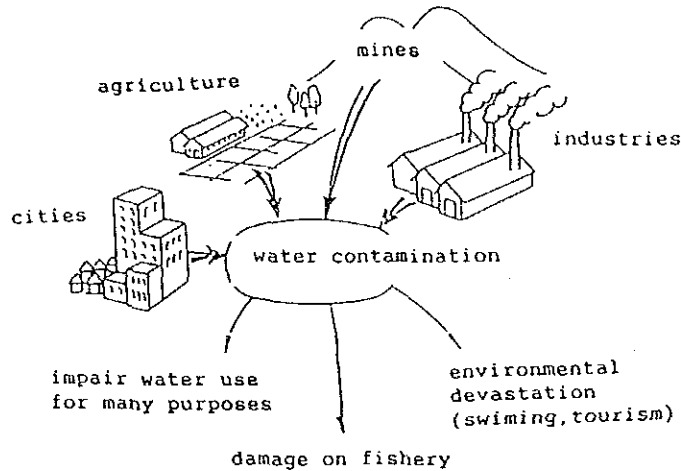 mines
agriculture
industries
cities
water contamination
impair water use
for many purposes
environmental
devastation
(swiming,tourism)
damage on fishery